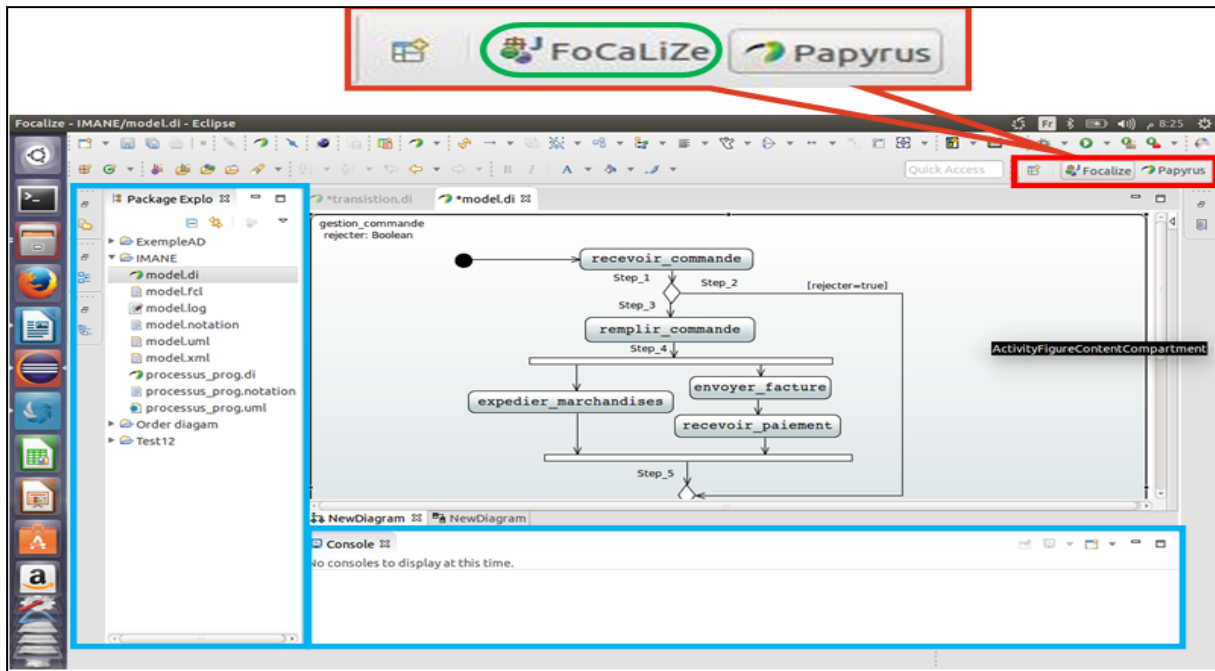 FoCaLiZe Papyrus
Focalize - IMANE/model.di - Eclipse
Fr
8:25 م
Quick Access
Focalize Papyrus
Package Explo
*transistion.di
*model.di
ExempleAD
IMANE
model.di
model.fcl
model.log
model.notation
model.uml
model.xml
processus_prog.di
processus_prog.notation
processus_prog.uml
Order diagam
Test12
gestion_commande
rejecter: Boolean
recevoir_commande
Step_1
Step_2
[rejecter=true]
Step_3
remplir_commande
Step_4
ActivityFigureContentCompartment
envoyer_facture
expedier_marchandises
recevoir_paiement
Step_5
NewDiagram
NewDiagram
Console
No consoles to display at this time.